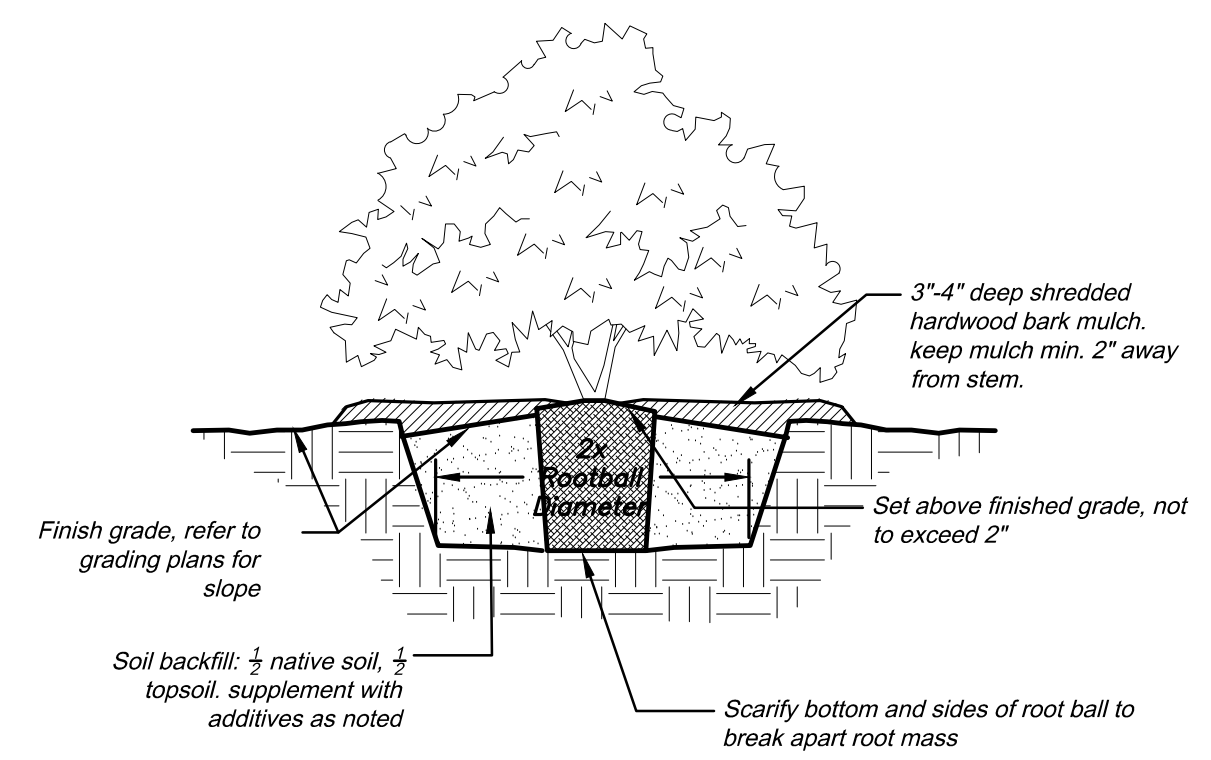 3"-4" deep shredded
hardwood bark mulch.
keep mulch min. 2" away
from stem.
2x
Rootball
Diameter
Set above finished grade, not
to exceed 2"
Finish grade, refer to
grading plans for
slope
Soil backfill: 1/2 native soil, 1/2
topsoil. supplement with
additives as noted
Scarify bottom and sides of root ball to
break apart root mass